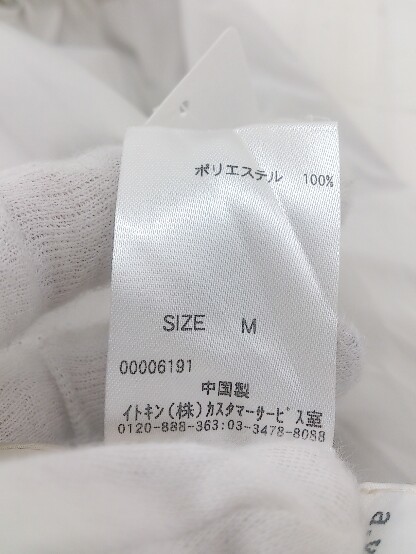 ポリエステル 100%
SIZE M
00006191
中国製
イトキン(株)カスタマーサービス室
0120-888-363:03-3478-8088
a.v